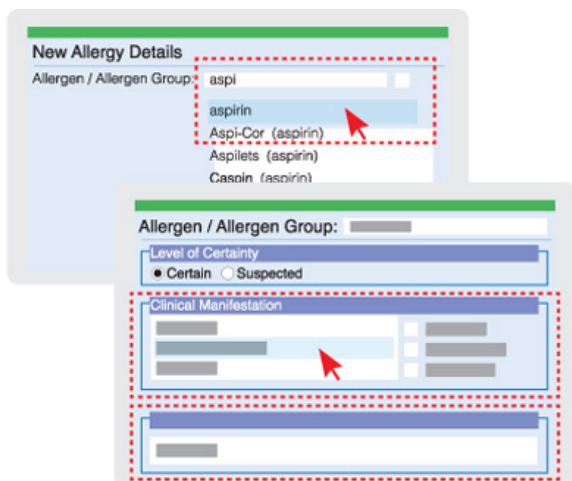 New Allergy Details
Allergen / Allergen Group: aspi
aspirin
Aspi-Cor (aspirin)
Aspilets (aspirin)
Caspin (aspirin)
Allergen / Allergen Group:
Level of Certainty
Certain Suspected
Clinical Manifestation